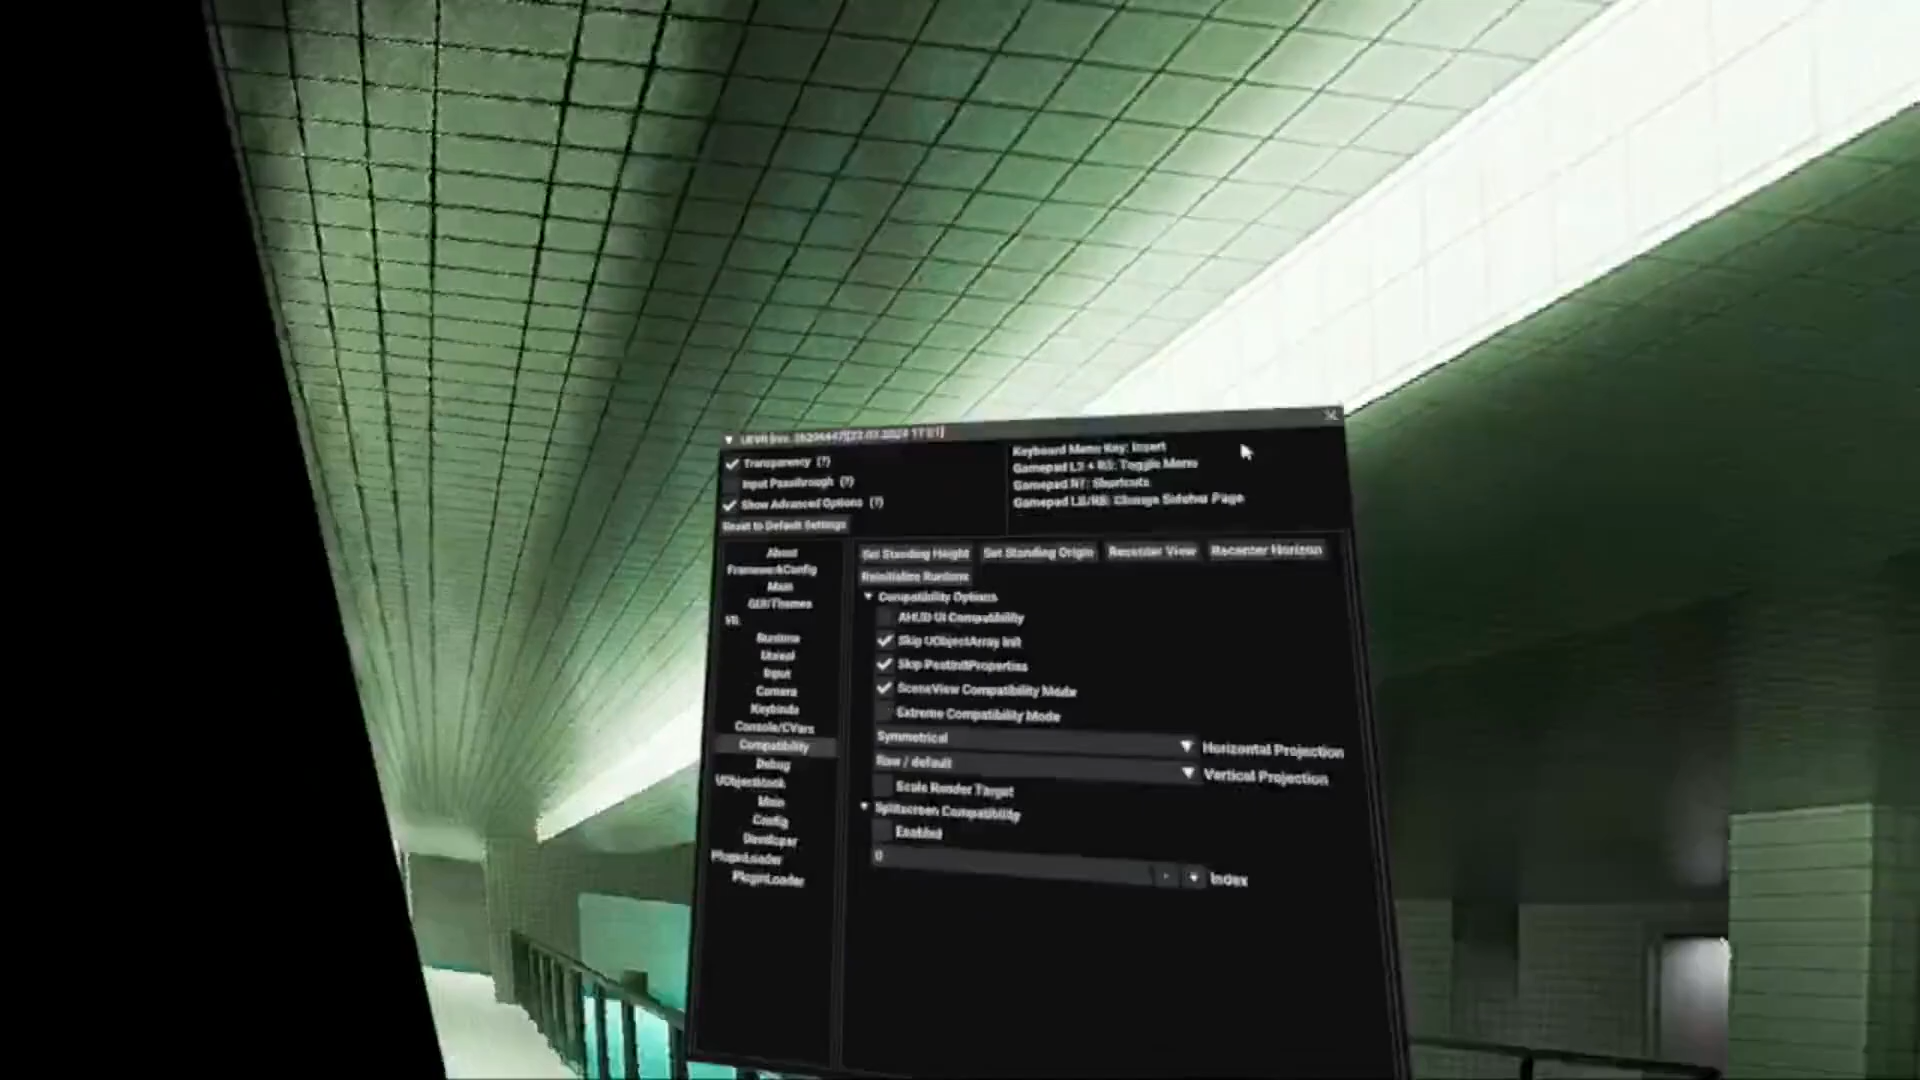 UEVR
Transparency (?)
Input Passthrough (?)
Show Advanced Options (?)
Reset to Default Settings
Keyboard Menu Key: Insert
Gamepad L3 + R3: Toggle Menu
Gamepad RT: Shortcuts
Gamepad LB/RB: Change Sidebar Page
About
FrameworkConfig
Main
GUI/Themes
VR
Runtime
Unreal
Input
Camera
Keybinds
Console/CVars
Compatibility
Debug
UObjectHook
Main
Config
Developer
PluginLoader
PluginLoader
Set Standing Height
Set Standing Origin
Recenter View
Recenter Horizon
Reinitialize Runtime
Compatibility Options
AHUD UI Compatibility
Skip UObjectArray Init
Skip PostInitProperties
SceneView Compatibility Mode
Extreme Compatibility Mode
Symmetrical
Horizontal Projection
Raw / default
Vertical Projection
Scale Render Target
Splitscreen Compatibility
Enabled
0
Index